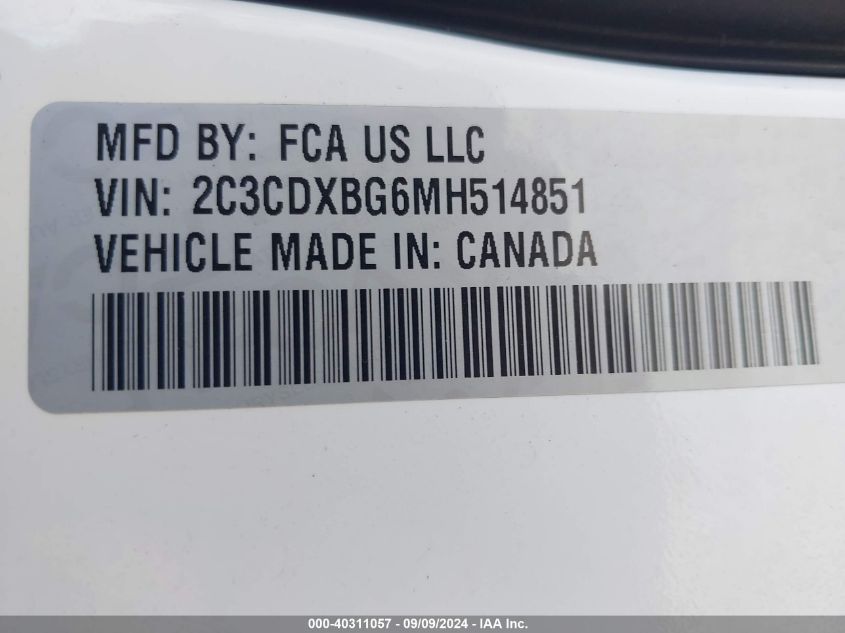 MFD BY: FCA US LLC
VIN: 2C3CDXBG6MH514851
VEHICLE MADE IN: CANADA
000-40311057 - 09/09/2024 - IAA Inc.